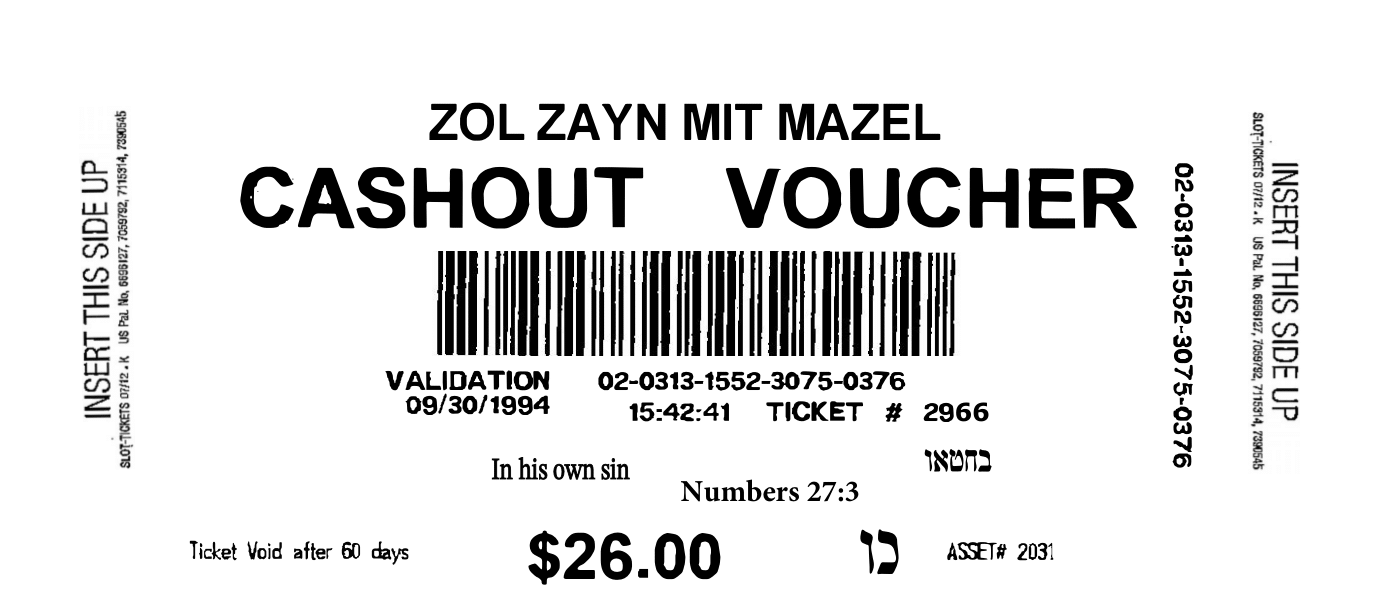 ZOL ZAYN MIT MAZEL
CASHOUT VOUCHER
VALIDATION 02-0313-1552-3075-0376
09/30/1994 15:42:41 TICKET # 2966
In his own sin בחטאו
Numbers 27:3
Ticket Void after 60 days $26.00 כו ASSET# 2031
INSERT THIS SIDE UP
SLOT-TICKETS 07/12 - K US Pat. No. 6696127, 7059792, 7115314, 7390545
02-0313-1552-3075-0376
SLOT-TICKETS 07/12 - K US Pat. No. 6696127, 7059792, 7115314, 7390545
INSERT THIS SIDE UP